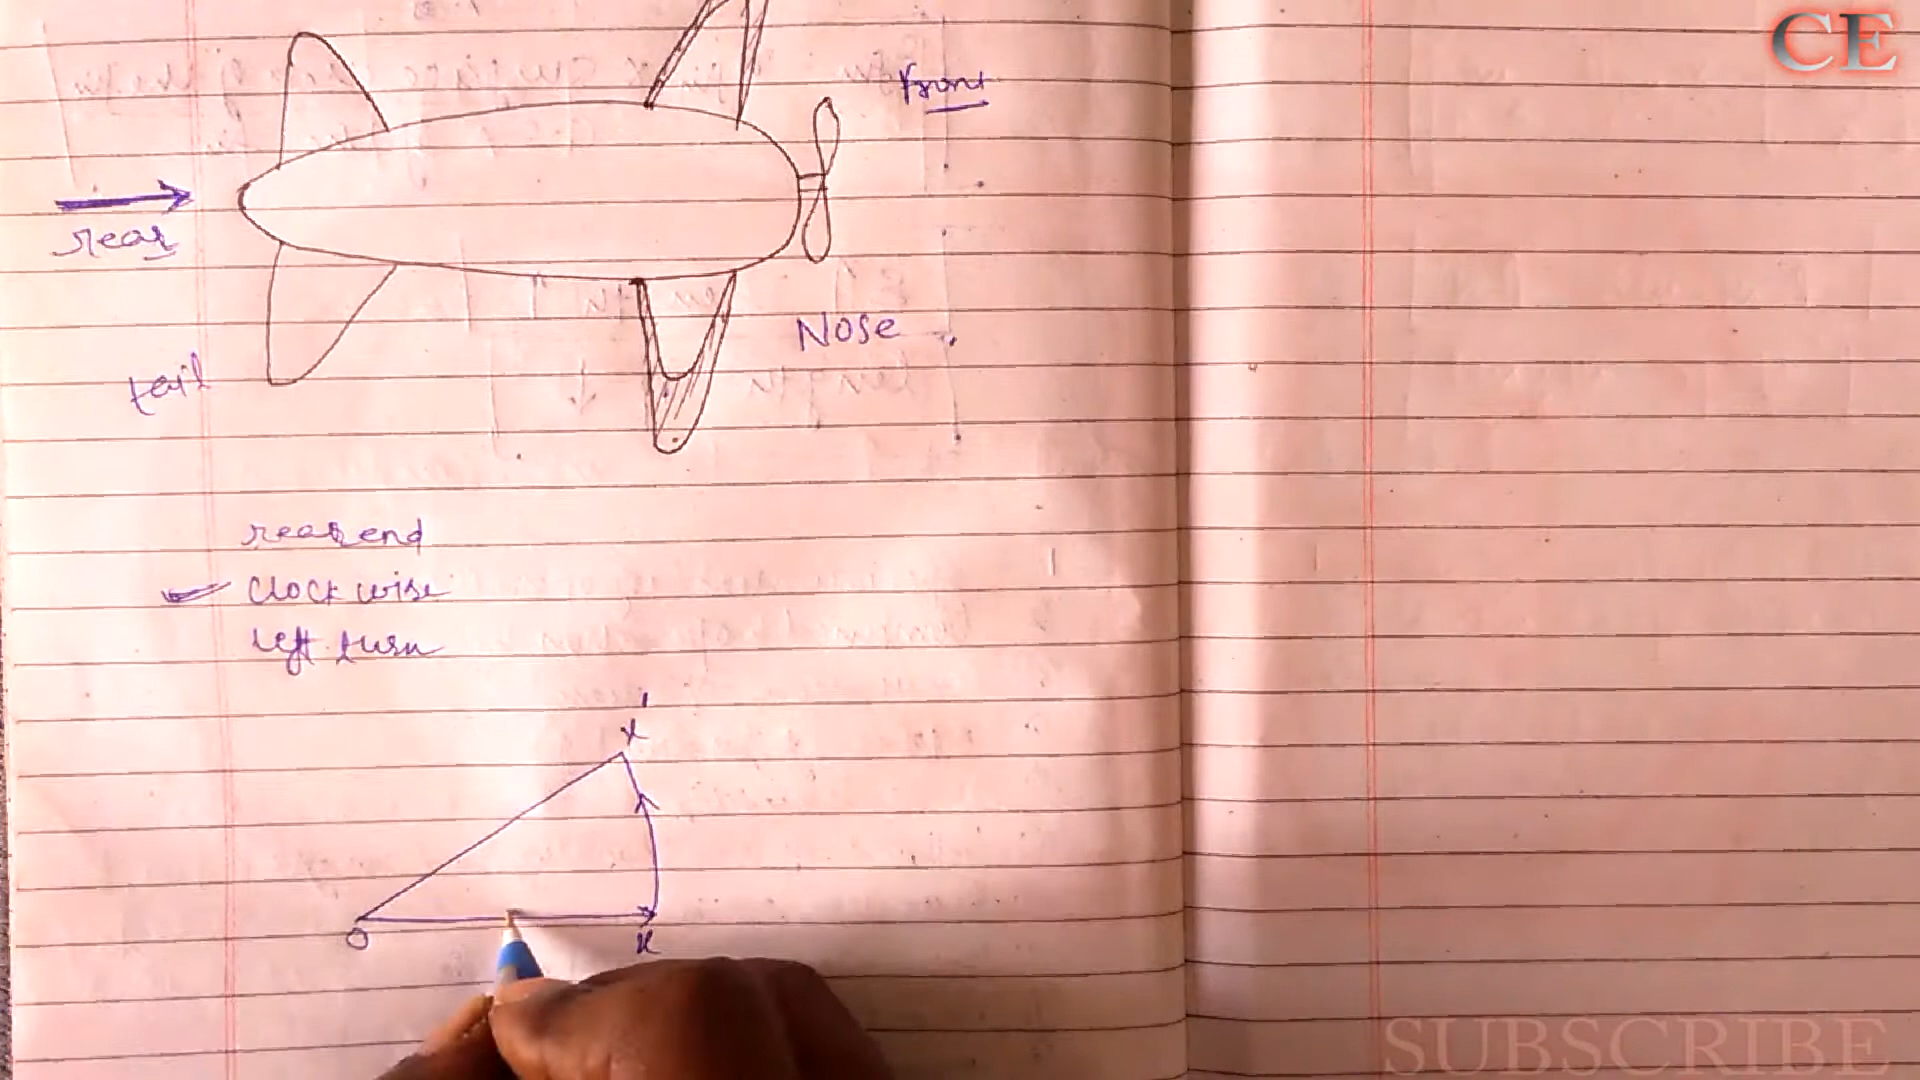 CE
Front
rear
Nose
tail
rear end
Clock wise
left turn
x'
O
x
SUBSCRIBE